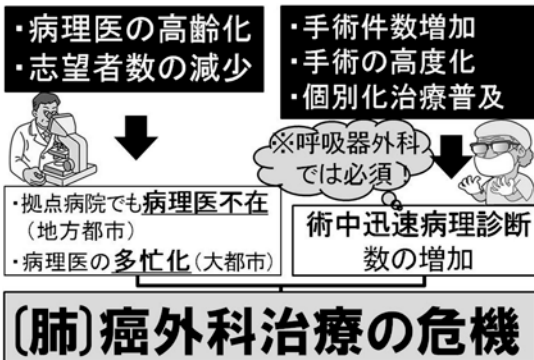 ・病理医の高齢化
・志望者数の減少
・手術件数増加
・手術の高度化
・個別化治療普及
※呼吸器外科
では必須!
・拠点病院でも病理医不在
(地方都市)
・病理医の多忙化(大都市)
術中迅速病理診断
数の増加
〔肺〕癌外科治療の危機